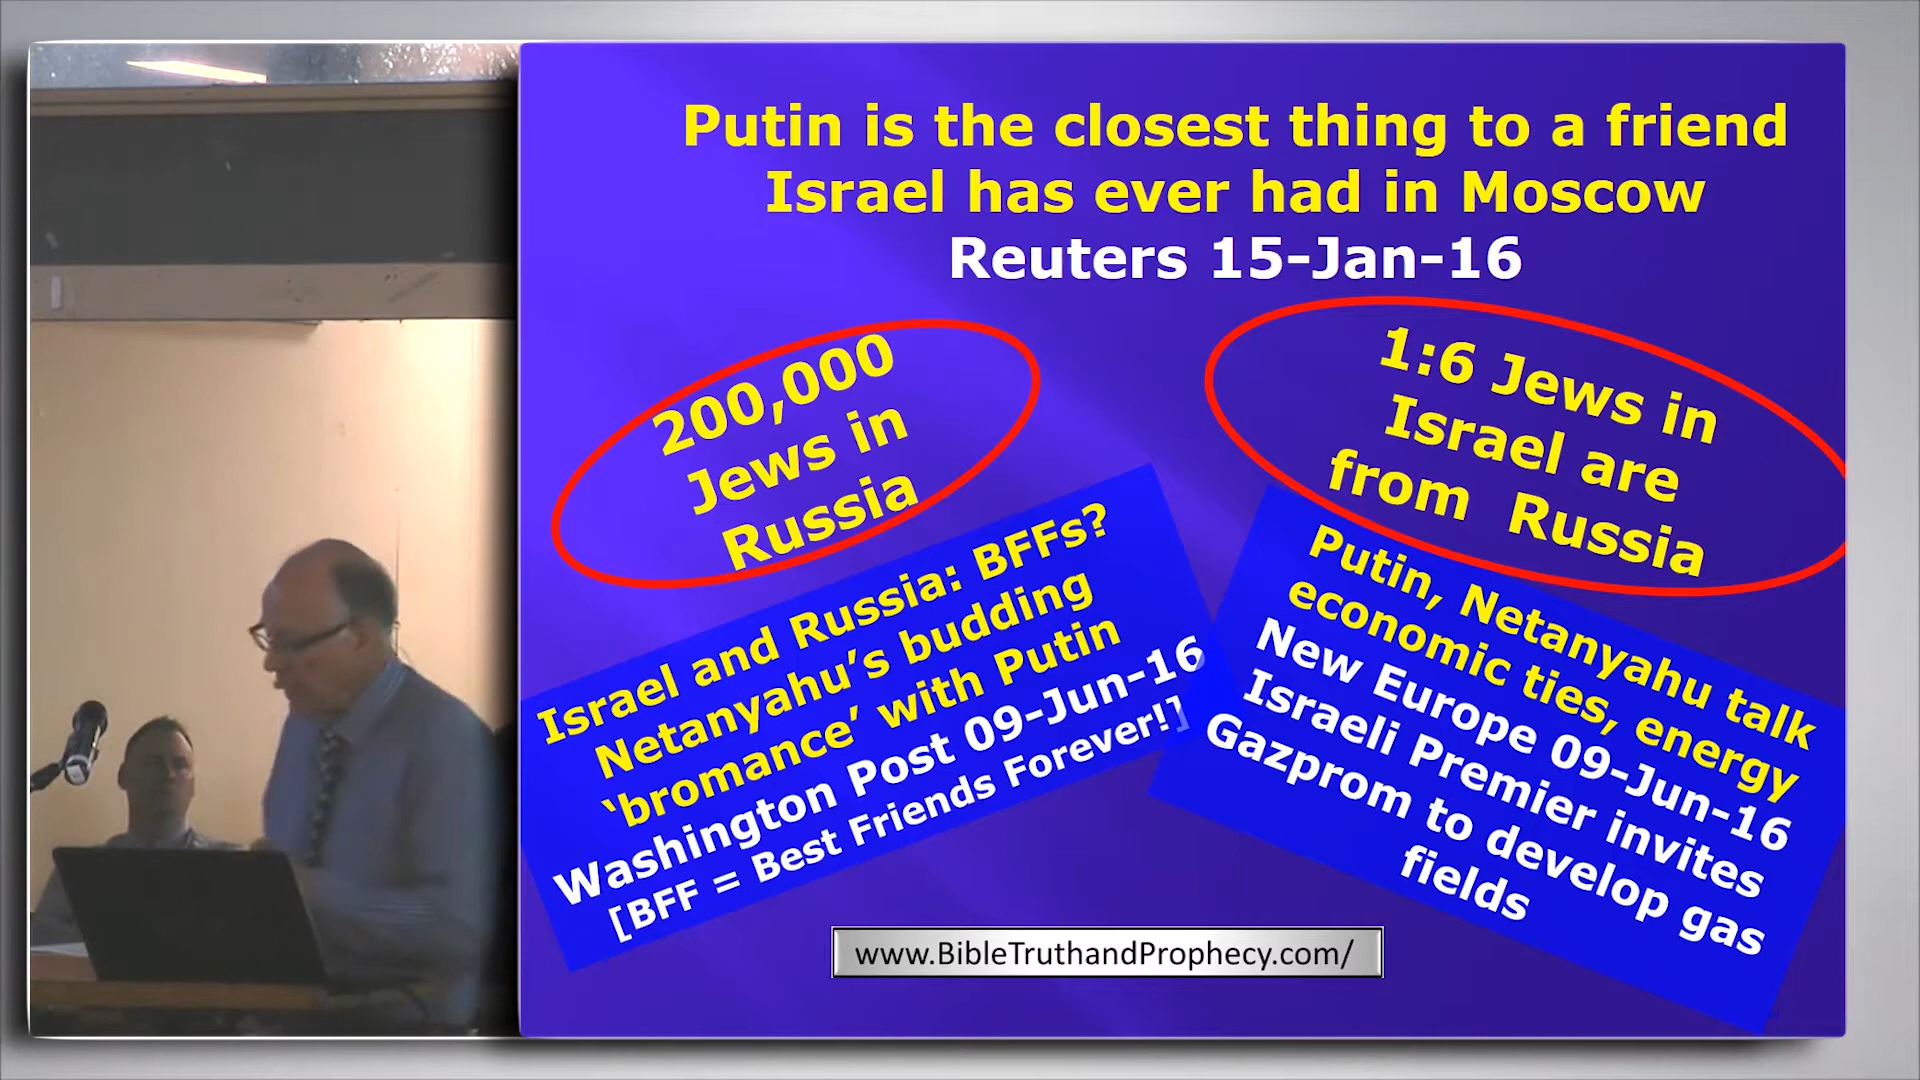 Putin is the closest thing to a friend
Israel has ever had in Moscow
Reuters 15-Jan-16
200,000
Jews in
Russia
1:6 Jews in
Israel are
from Russia
Israel and Russia: BFFs?
Netanyahu’s budding
‘bromance’ with Putin
Washington Post 09-Jun-16
[BFF = Best Friends Forever!]
Putin, Netanyahu talk
economic ties, energy
New Europe 09-Jun-16
Israeli Premier invites
Gazprom to develop gas
fields
www.BibleTruthandProphecy.com/